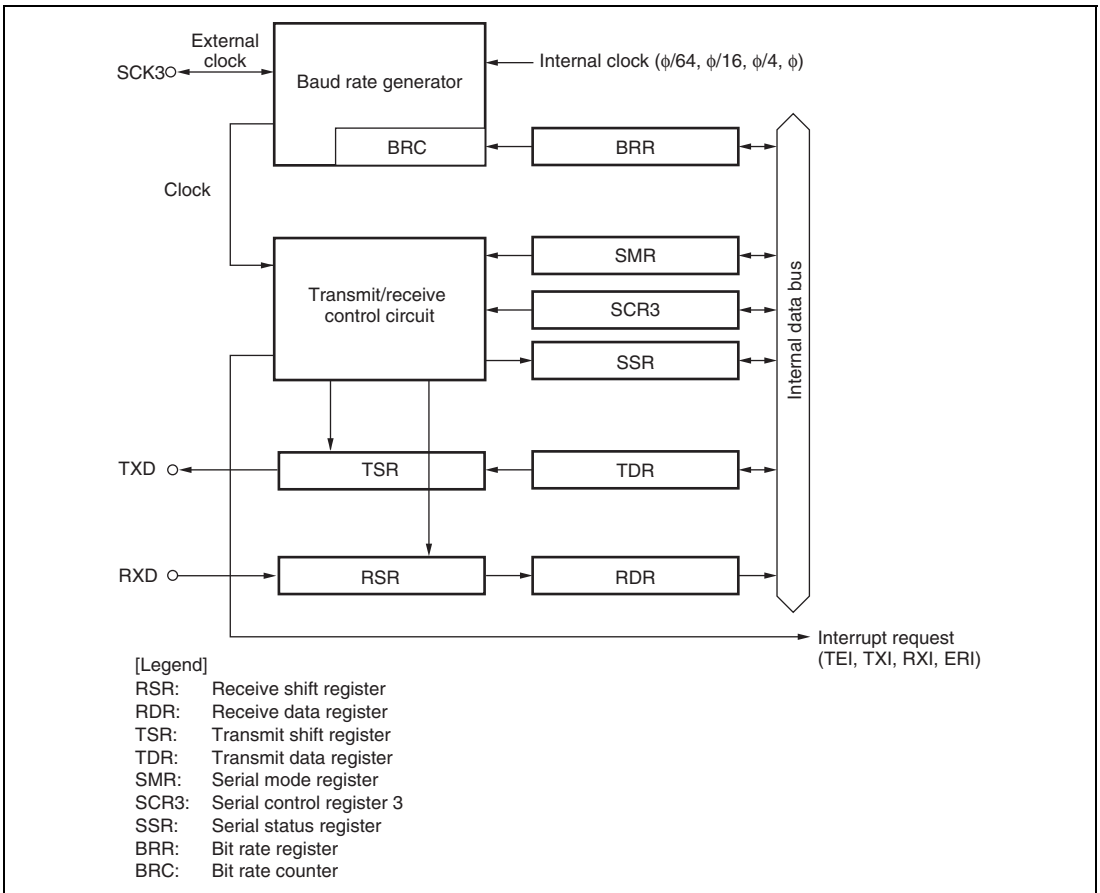 External
clock
SCK3
Baud rate generator
Internal clock (ϕ/64, ϕ/16, ϕ/4, ϕ)
BRC
BRR
Clock
Transmit/receive
control circuit
SMR
SCR3
SSR
Internal data bus
TXD
TSR
TDR
RXD
RSR
RDR
Interrupt request
(TEI, TXI, RXI, ERI)
[Legend]
RSR: Receive shift register
RDR: Receive data register
TSR: Transmit shift register
TDR: Transmit data register
SMR: Serial mode register
SCR3: Serial control register 3
SSR: Serial status register
BRR: Bit rate register
BRC: Bit rate counter